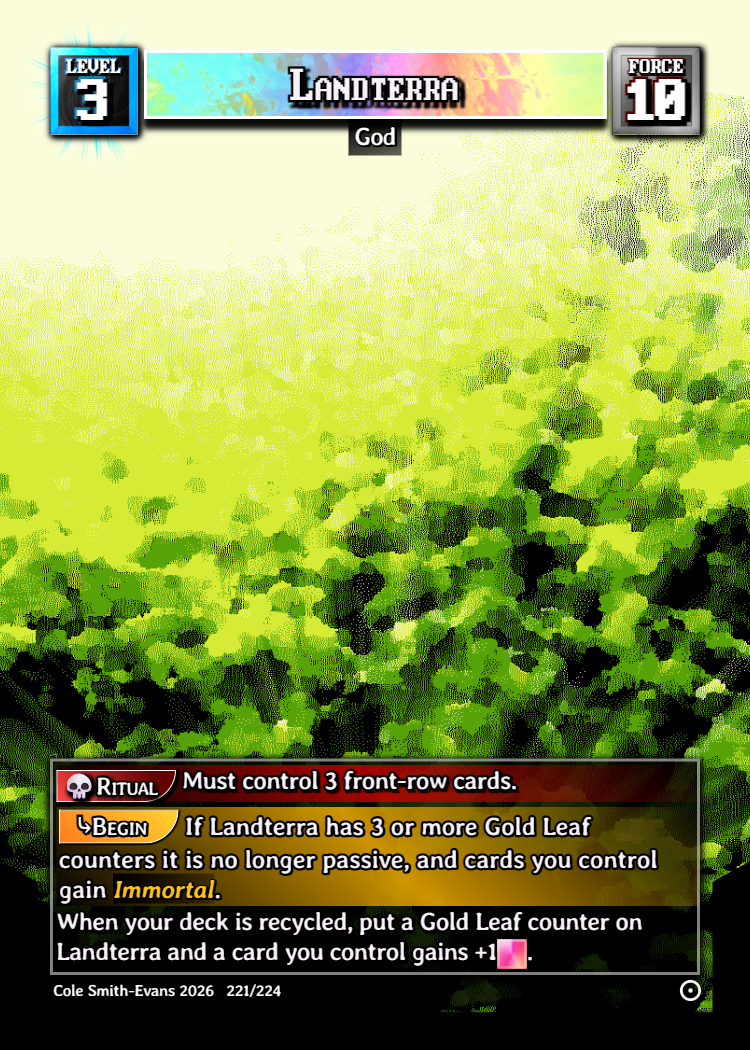 LEVEL
3
LANDTERRA
FORCE
10
God
RITUAL Must control 3 front-row cards.
↳BEGIN If Landterra has 3 or more Gold Leaf
counters it is no longer passive, and cards you control
gain Immortal.
When your deck is recycled, put a Gold Leaf counter on
Landterra and a card you control gains +1.
Cole Smith-Evans 2026 221/224